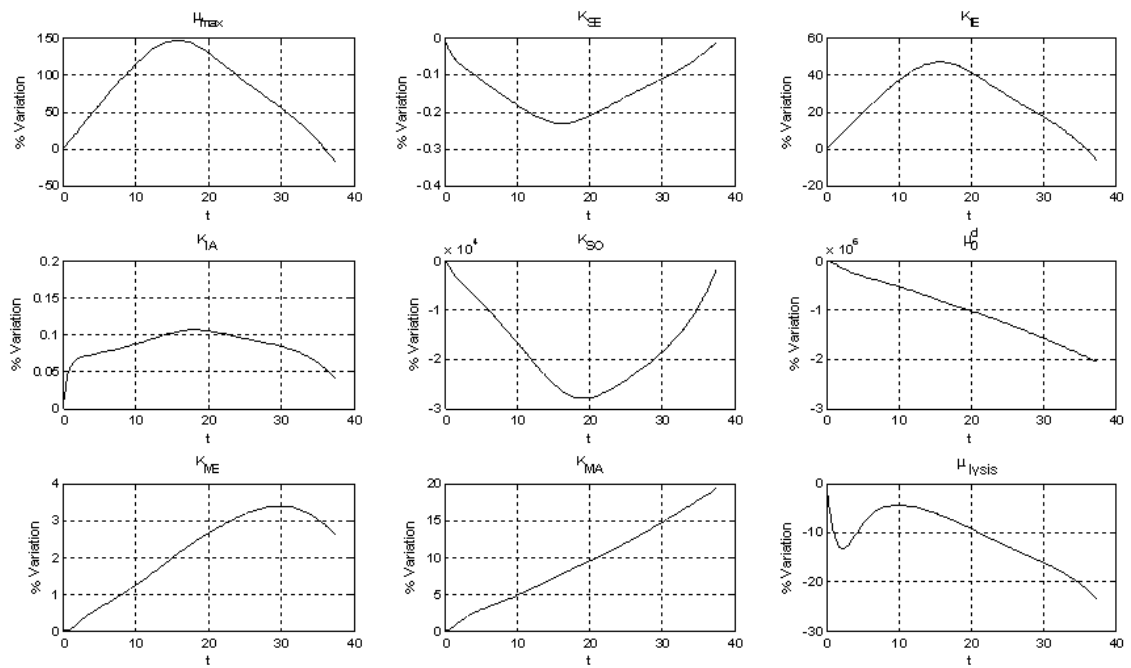 μmax
% Variation
150
100
50
0
-50
0 10 20 30 40
t
KSE
% Variation
0
-0.1
-0.2
-0.3
-0.4
0 10 20 30 40
t
KIE
% Variation
60
40
20
0
-20
0 10 20 30 40
t
KIA
% Variation
0.2
0.15
0.1
0.05
0
0 10 20 30 40
t
KSO
× 10⁴
% Variation
0
-1
-2
-3
0 10 20 30 40
t
μ₀ᵈ
× 10⁶
% Variation
0
-1
-2
-3
0 10 20 30 40
t
KME
% Variation
4
3
2
1
0
0 10 20 30 40
t
KMA
% Variation
20
15
10
5
0
0 10 20 30 40
t
μ lysis
% Variation
0
-10
-20
-30
0 10 20 30 40
t